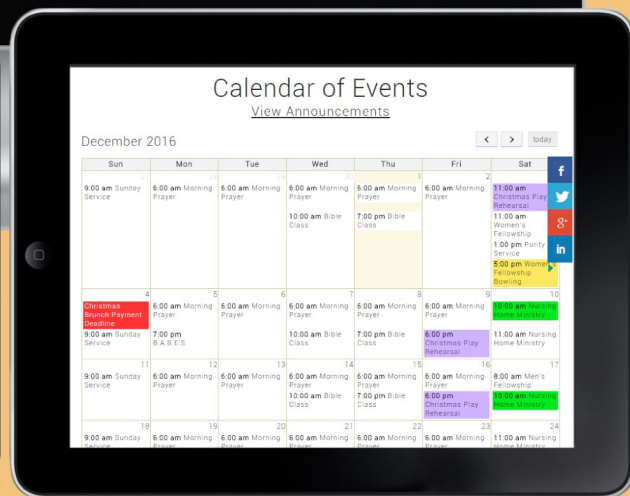 Calendar of Events
View Announcements
December 2016
< > today
Sun Mon Tue Wed Thu Fri Sat
27 28 29 30 1 2
9:00 am Sunday Service
6:00 am Morning Prayer
6:00 am Morning Prayer
6:00 am Morning Prayer
10:00 am Bible Class
6:00 am Morning Prayer
7:00 pm Bible Class
6:00 am Morning Prayer
11:00 am Christmas Play Rehearsal
11:00 am Women's Fellowship
1:00 pm Purity Service
5:00 pm Women's Fellowship Bowling
f
g+
in
4 5 6 7 8 9 10
Christmas Brunch Payment Deadline
9:00 am Sunday Service
6:00 am Morning Prayer
7:00 pm B.A.B.E.S
6:00 am Morning Prayer
6:00 am Morning Prayer
10:00 am Bible Class
6:00 am Morning Prayer
7:00 pm Bible Class
6:00 am Morning Prayer
6:00 pm Christmas Play Rehearsal
10:00 am Nursing Home Ministry
11:00 am Nursing Home Ministry
11 12 13 14 15 16 17
9:00 am Sunday Service
6:00 am Morning Prayer
6:00 am Morning Prayer
6:00 am Morning Prayer
10:00 am Bible Class
6:00 am Morning Prayer
7:00 pm Bible Class
6:00 am Morning Prayer
6:00 pm Christmas Play Rehearsal
8:00 am Men's Fellowship
10:00 am Nursing Home Ministry
18 19 20 21 22 23 24
9:00 am Sunday Service
6:00 am Morning Prayer
6:00 am Morning Prayer
6:00 am Morning Prayer
6:00 am Morning Prayer
6:00 am Morning Prayer
11:00 am Nursing Home Ministry